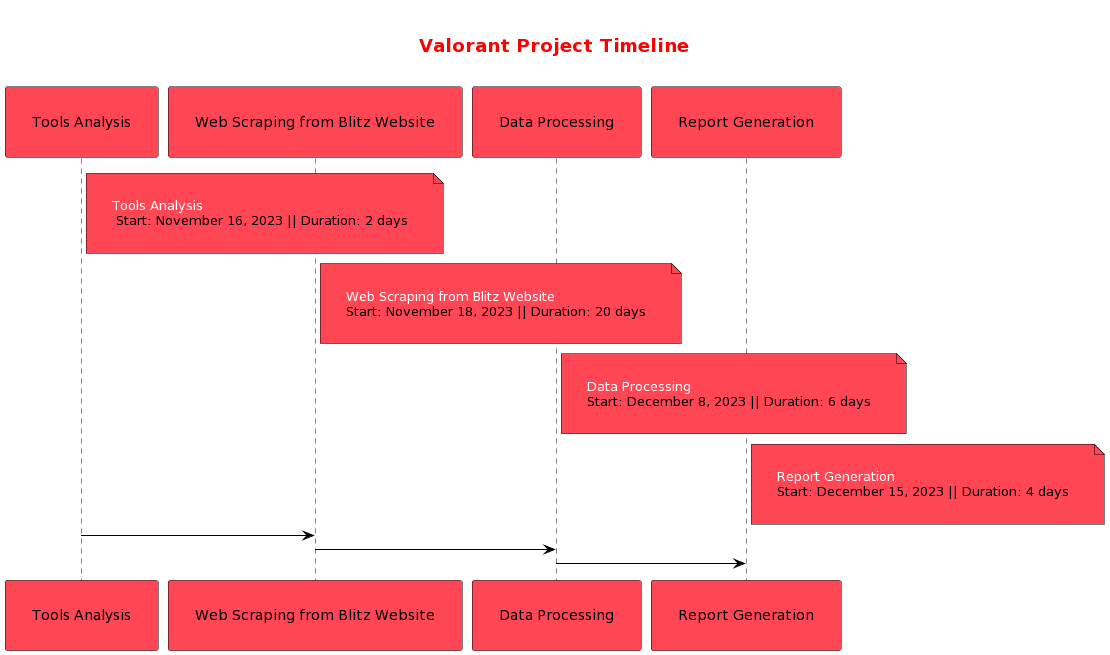 Valorant Project Timeline
Tools Analysis
Web Scraping from Blitz Website
Data Processing
Report Generation
Tools Analysis
Start: November 16, 2023 || Duration: 2 days
Web Scraping from Blitz Website
Start: November 18, 2023 || Duration: 20 days
Data Processing
Start: December 8, 2023 || Duration: 6 days
Report Generation
Start: December 15, 2023 || Duration: 4 days
Tools Analysis
Web Scraping from Blitz Website
Data Processing
Report Generation